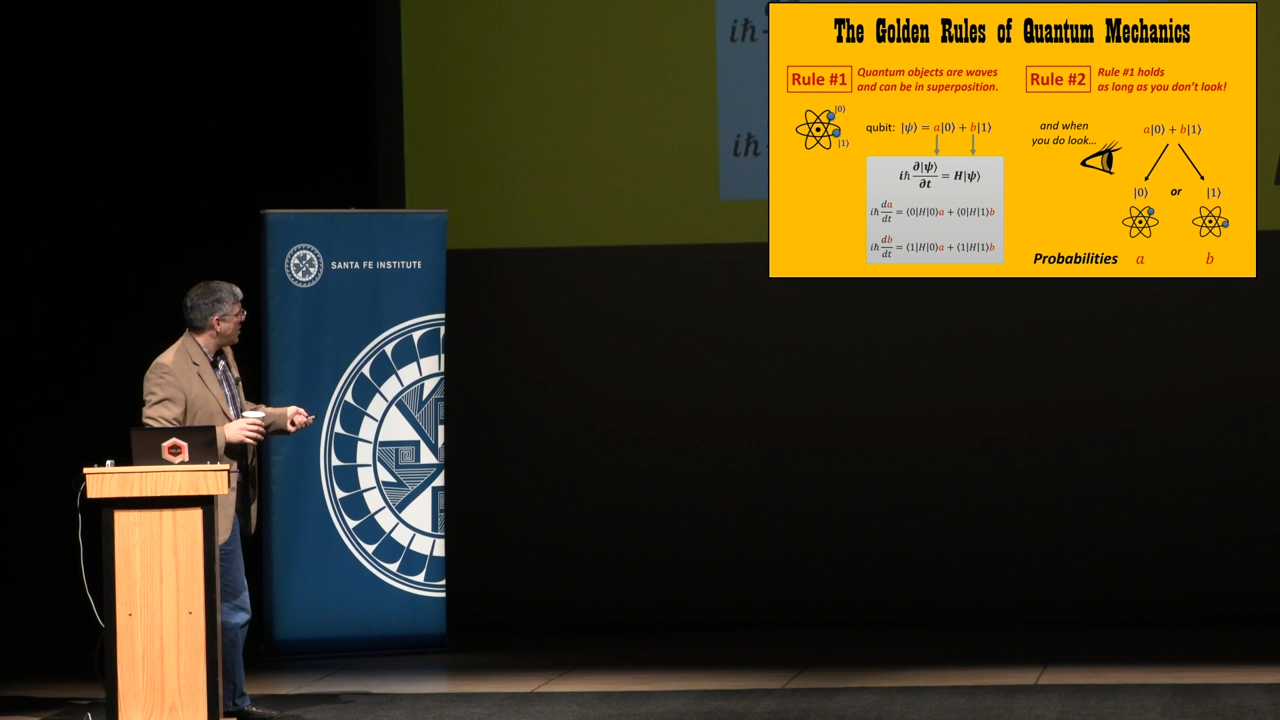 The Golden Rules of Quantum Mechanics
Rule #1
Quantum objects are waves
and can be in superposition.
|0⟩
|1⟩
qubit: |ψ⟩ = a|0⟩ + b|1⟩
iħ ∂|ψ⟩/∂t = H|ψ⟩
iħ da/dt = ⟨0|H|0⟩a + ⟨0|H|1⟩b
iħ db/dt = ⟨1|H|0⟩a + ⟨1|H|1⟩b
Rule #2
Rule #1 holds
as long as you don't look!
and when
you do look...
a|0⟩ + b|1⟩
|0⟩ or |1⟩
Probabilities a b
iħ
iħ
SANTA FE INSTITUTE